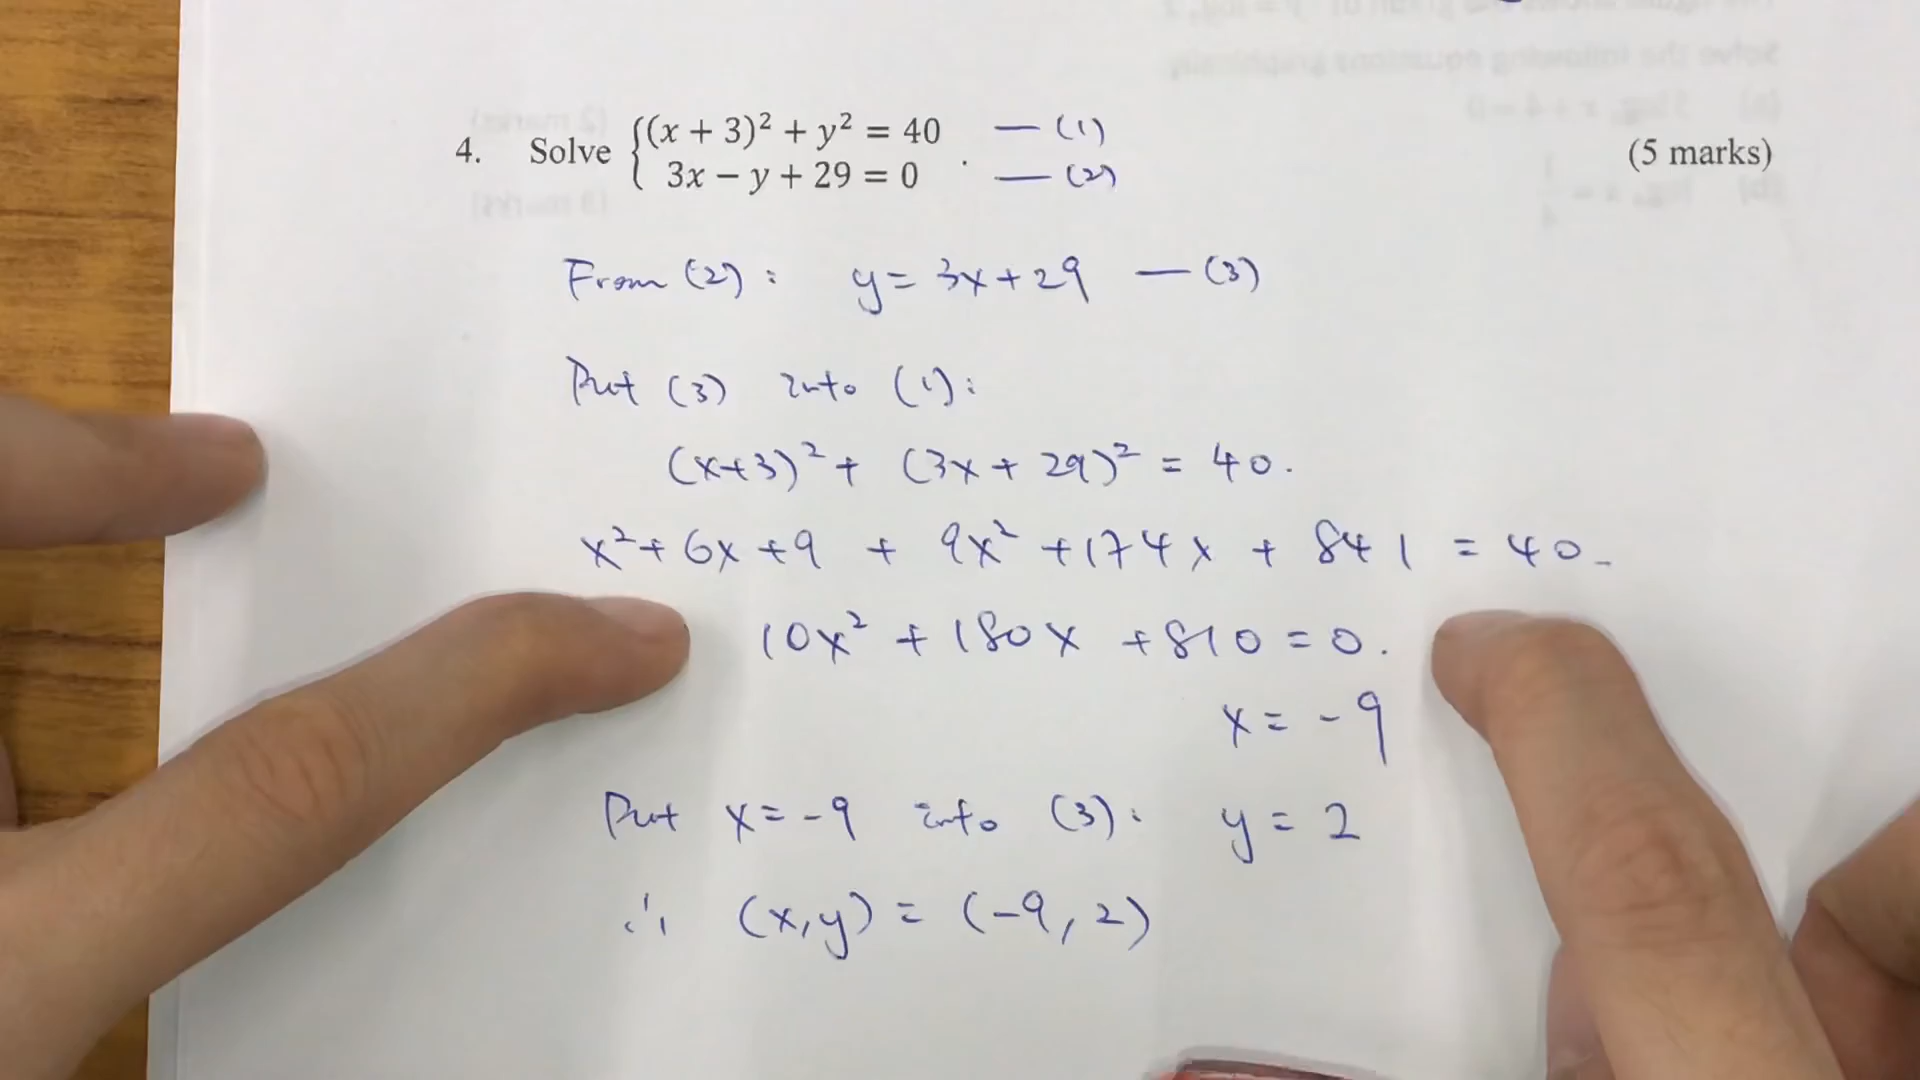 4. Solve {(x + 3)² + y² = 40 — (1)
3x − y + 29 = 0 . — (2)
(5 marks)
From (2): y = 3x + 29 — (3)
Put (3) into (1):
(x+3)² + (3x + 29)² = 40.
x² + 6x + 9 + 9x² + 174x + 841 = 40.
10x² + 180x + 810 = 0.
x = -9
Put x = -9 into (3): y = 2
∴ (x,y) = (-9, 2)